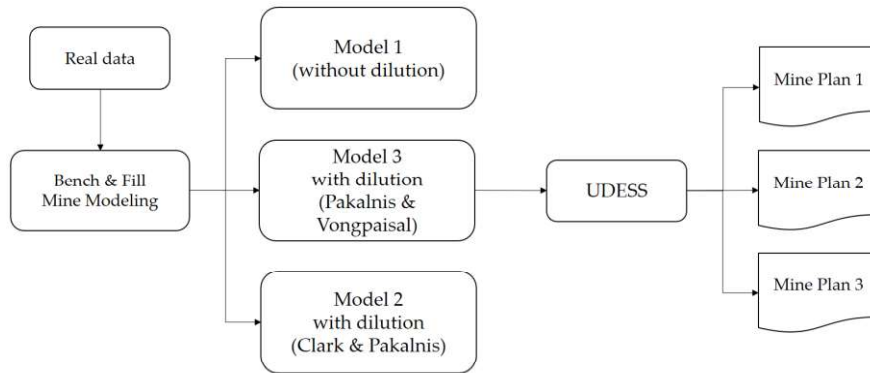 Real data
Bench & Fill
Mine Modeling
Model 1
(without dilution)
Model 3
with dilution
(Pakalnis &
Vongpaisal)
Model 2
with dilution
(Clark & Pakalnis)
UDESS
Mine Plan 1
Mine Plan 2
Mine Plan 3